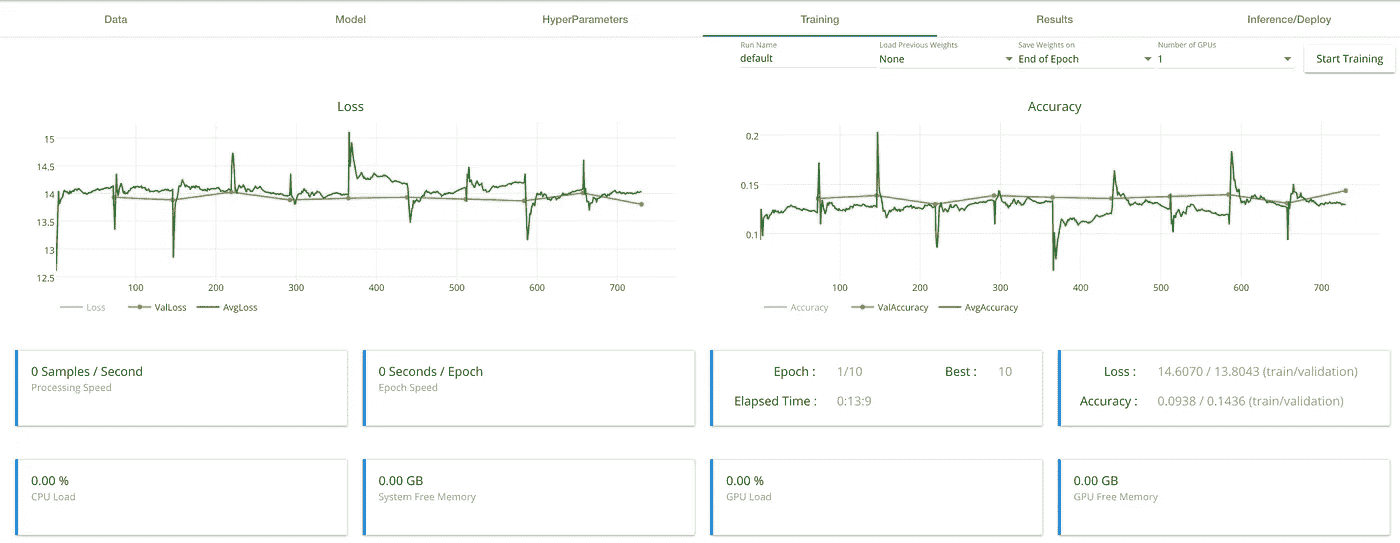 Data Model HyperParameters Training Results Inference/Deploy
Run Name Load Previous Weights Save Weights on Number of GPUs
default None End of Epoch 1 Start Training
Loss
15
14.5
14
13.5
13
12.5
100 200 300 400 500 600 700
Loss ValLoss AvgLoss
Accuracy
0.2
0.15
0.1
100 200 300 400 500 600 700
Accuracy ValAccuracy AvgAccuracy
0 Samples / Second
Processing Speed
0 Seconds / Epoch
Epoch Speed
Epoch : 1/10 Best : 10
Elapsed Time : 0:13:9
Loss : 14.6070 / 13.8043 (train/validation)
Accuracy : 0.0938 / 0.1436 (train/validation)
0.00 %
CPU Load
0.00 GB
System Free Memory
0.00 %
GPU Load
0.00 GB
GPU Free Memory